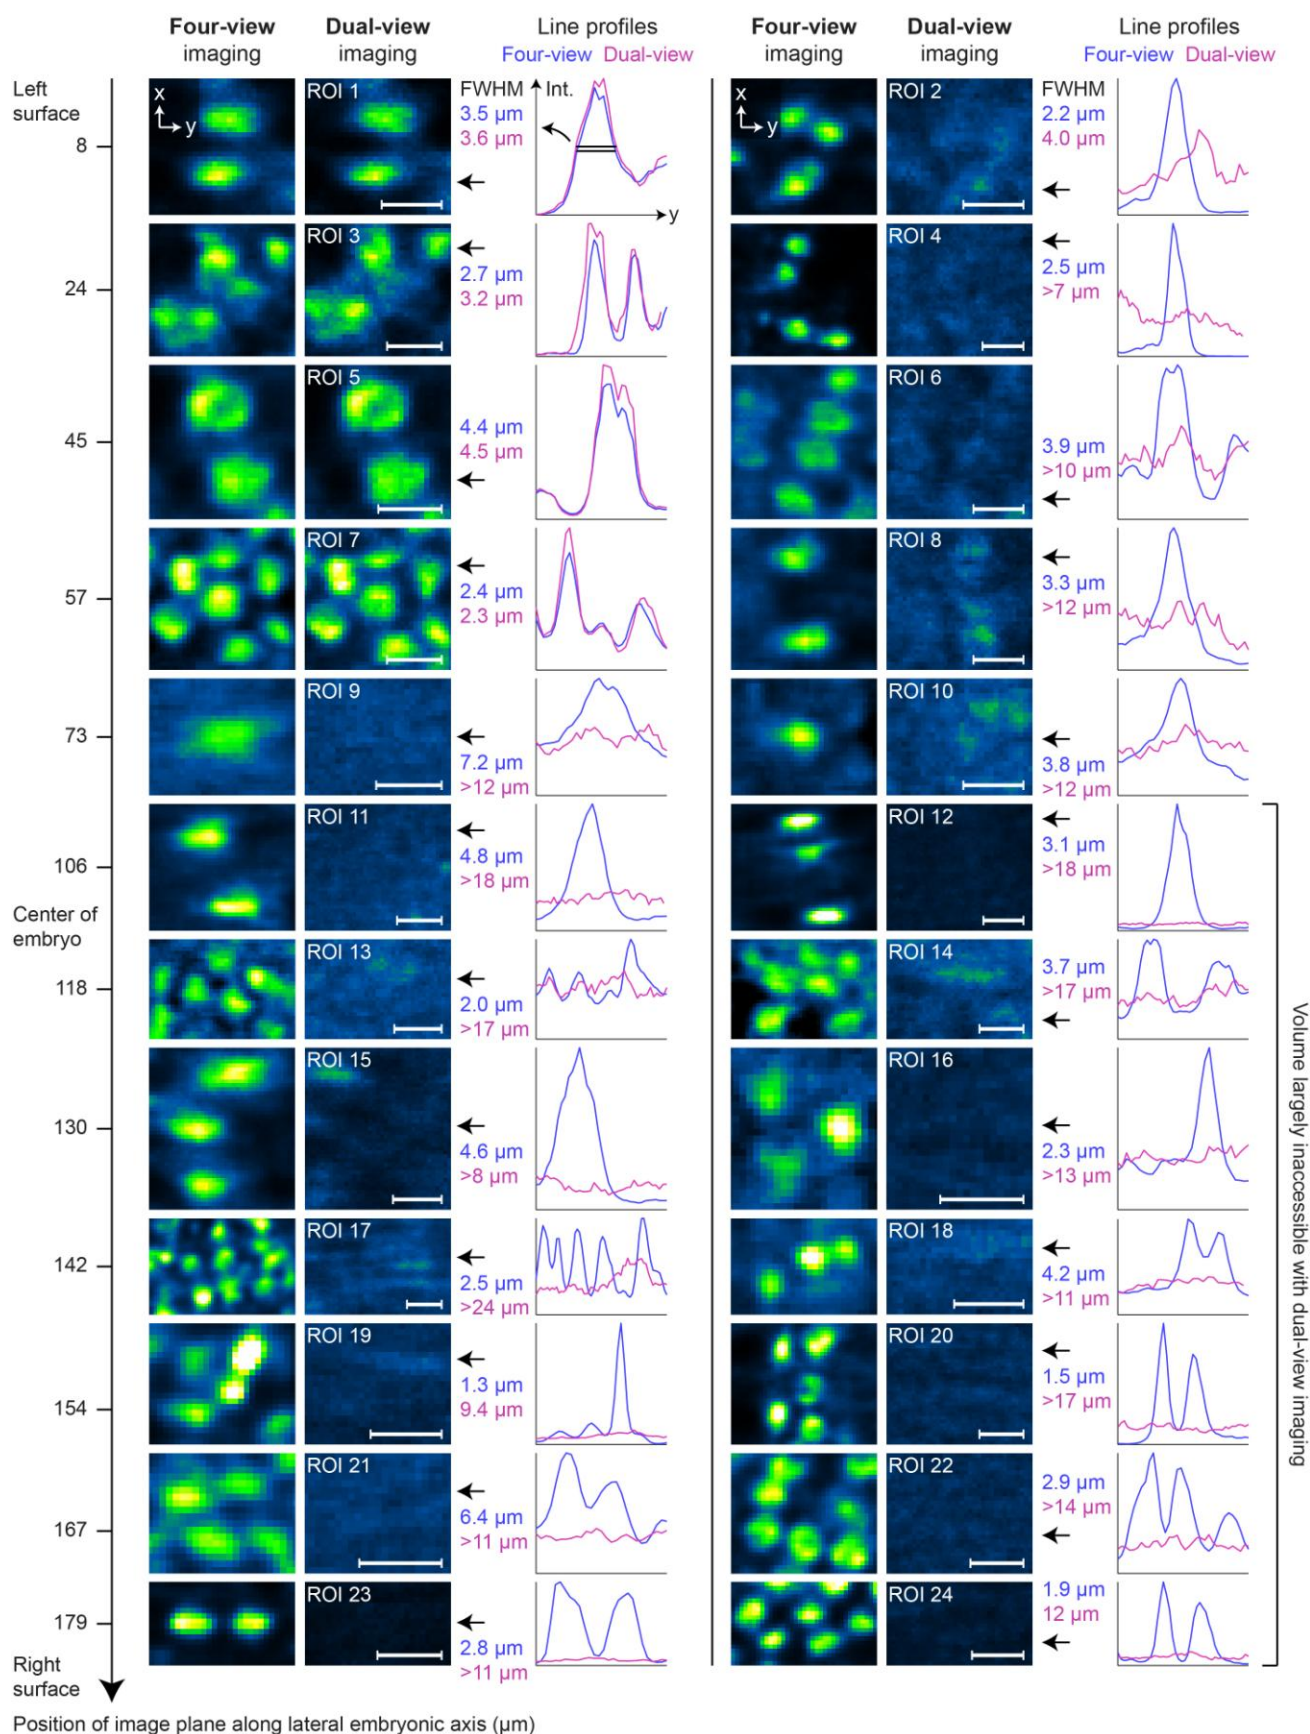 Four-view
imaging
Dual-view
imaging
Line profiles
Four-view Dual-view
Four-view
imaging
Dual-view
imaging
Line profiles
Four-view Dual-view
Left
surface
8
x
y
ROI 1
FWHM
3.5 µm
3.6 µm
Int.
y
x
y
ROI 2
FWHM
2.2 µm
4.0 µm
24
ROI 3
2.7 µm
3.2 µm
ROI 4
2.5 µm
>7 µm
45
ROI 5
4.4 µm
4.5 µm
ROI 6
3.9 µm
>10 µm
57
ROI 7
2.4 µm
2.3 µm
ROI 8
3.3 µm
>12 µm
73
ROI 9
7.2 µm
>12 µm
ROI 10
3.8 µm
>12 µm
106
ROI 11
4.8 µm
>18 µm
ROI 12
3.1 µm
>18 µm
Center of
embryo
118
ROI 13
2.0 µm
>17 µm
ROI 14
3.7 µm
>17 µm
130
ROI 15
4.6 µm
>8 µm
ROI 16
2.3 µm
>13 µm
142
ROI 17
2.5 µm
>24 µm
ROI 18
4.2 µm
>11 µm
154
ROI 19
1.3 µm
9.4 µm
ROI 20
1.5 µm
>17 µm
167
ROI 21
6.4 µm
>11 µm
ROI 22
2.9 µm
>14 µm
179
ROI 23
2.8 µm
>11 µm
ROI 24
1.9 µm
12 µm
Volume largely inaccessible with dual-view imaging
Right
surface
Position of image plane along lateral embryonic axis (µm)